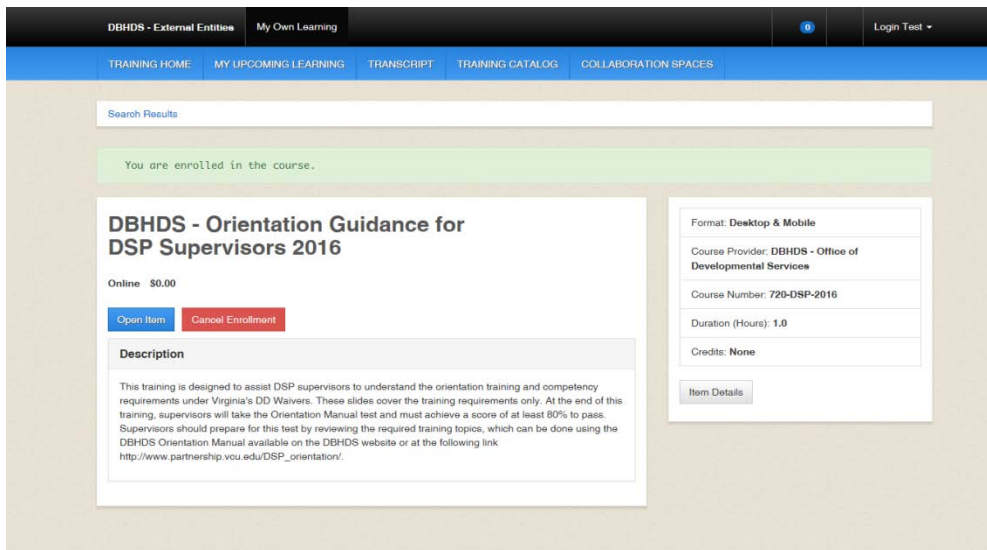 DBHDS - External Entities My Own Learning 0 Login Test
TRAINING HOME MY UPCOMING LEARNING TRANSCRIPT TRAINING CATALOG COLLABORATION SPACES
Search Results
You are enrolled in the course.
DBHDS - Orientation Guidance for
DSP Supervisors 2016
Online $0.00
Open Item Cancel Enrollment
Description
This training is designed to assist DSP supervisors to understand the orientation training and competency
requirements under Virginia's DD Waivers. These slides cover the training requirements only. At the end of this
training, supervisors will take the Orientation Manual test and must achieve a score of at least 80% to pass.
Supervisors should prepare for this test by reviewing the required training topics, which can be done using the
DBHDS Orientation Manual available on the DBHDS website or at the following link
http://www.partnership.vcu.edu/DSP_orientation/.
Format: Desktop & Mobile
Course Provider: DBHDS - Office of
Developmental Services
Course Number: 720-DSP-2016
Duration (Hours): 1.0
Credits: None
Item Details